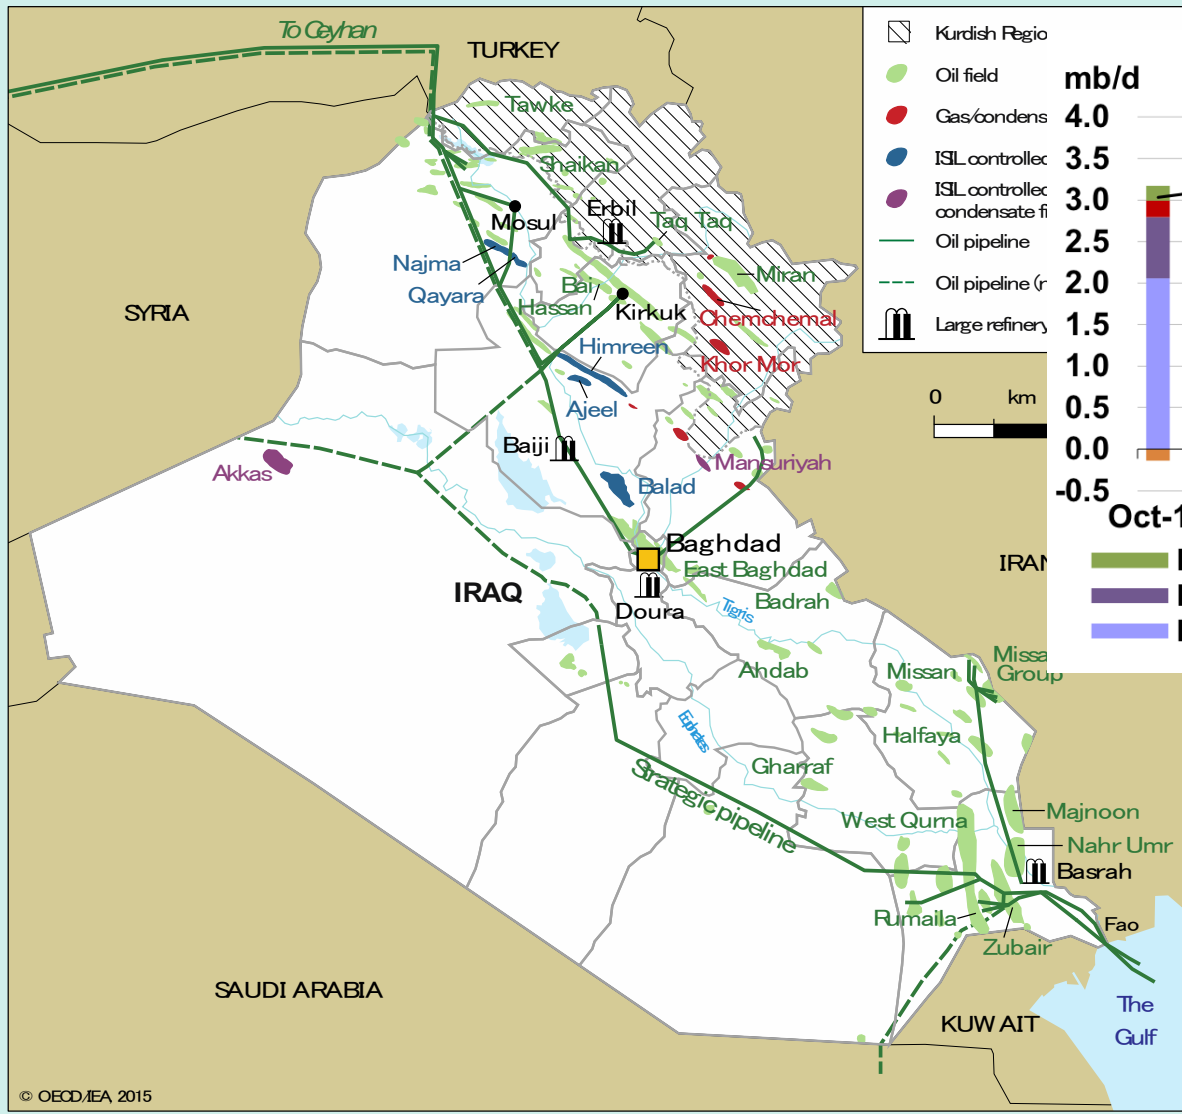 To Ceyhan
TURKEY
Tawke
Shaikan
Erbil
Taq Taq
Mosul
Najma
Qayara
Bai
Hassan
Miran
Kirkuk
Chemchemal
Himreen
Khor Mor
Ajeel
SYRIA
Baiji
Akkas
Mansuriyah
Balad
Baghdad
East Baghdad
IRAQ
Doura
Tigris
Badrah
Ahdab
Missan
Euphrates
Halfaya
Gharraf
Strategic pipeline
West Qurna
Majnoon
Nahr Umr
Basrah
Rumaila
Zubair
Fao
SAUDI ARABIA
KUWAIT
The
Gulf
© OECD/IEA, 2015
Kurdish Regio
Oil field
Gas/condens
ISIL controlled
ISIL controlled
condensate fi
Oil pipeline
Oil pipeline (r
Large refinery
0 km
IRAN
Missa
Group
mb/d
4.0
3.5
3.0
2.5
2.0
1.5
1.0
0.5
0.0
-0.5
Oct-1